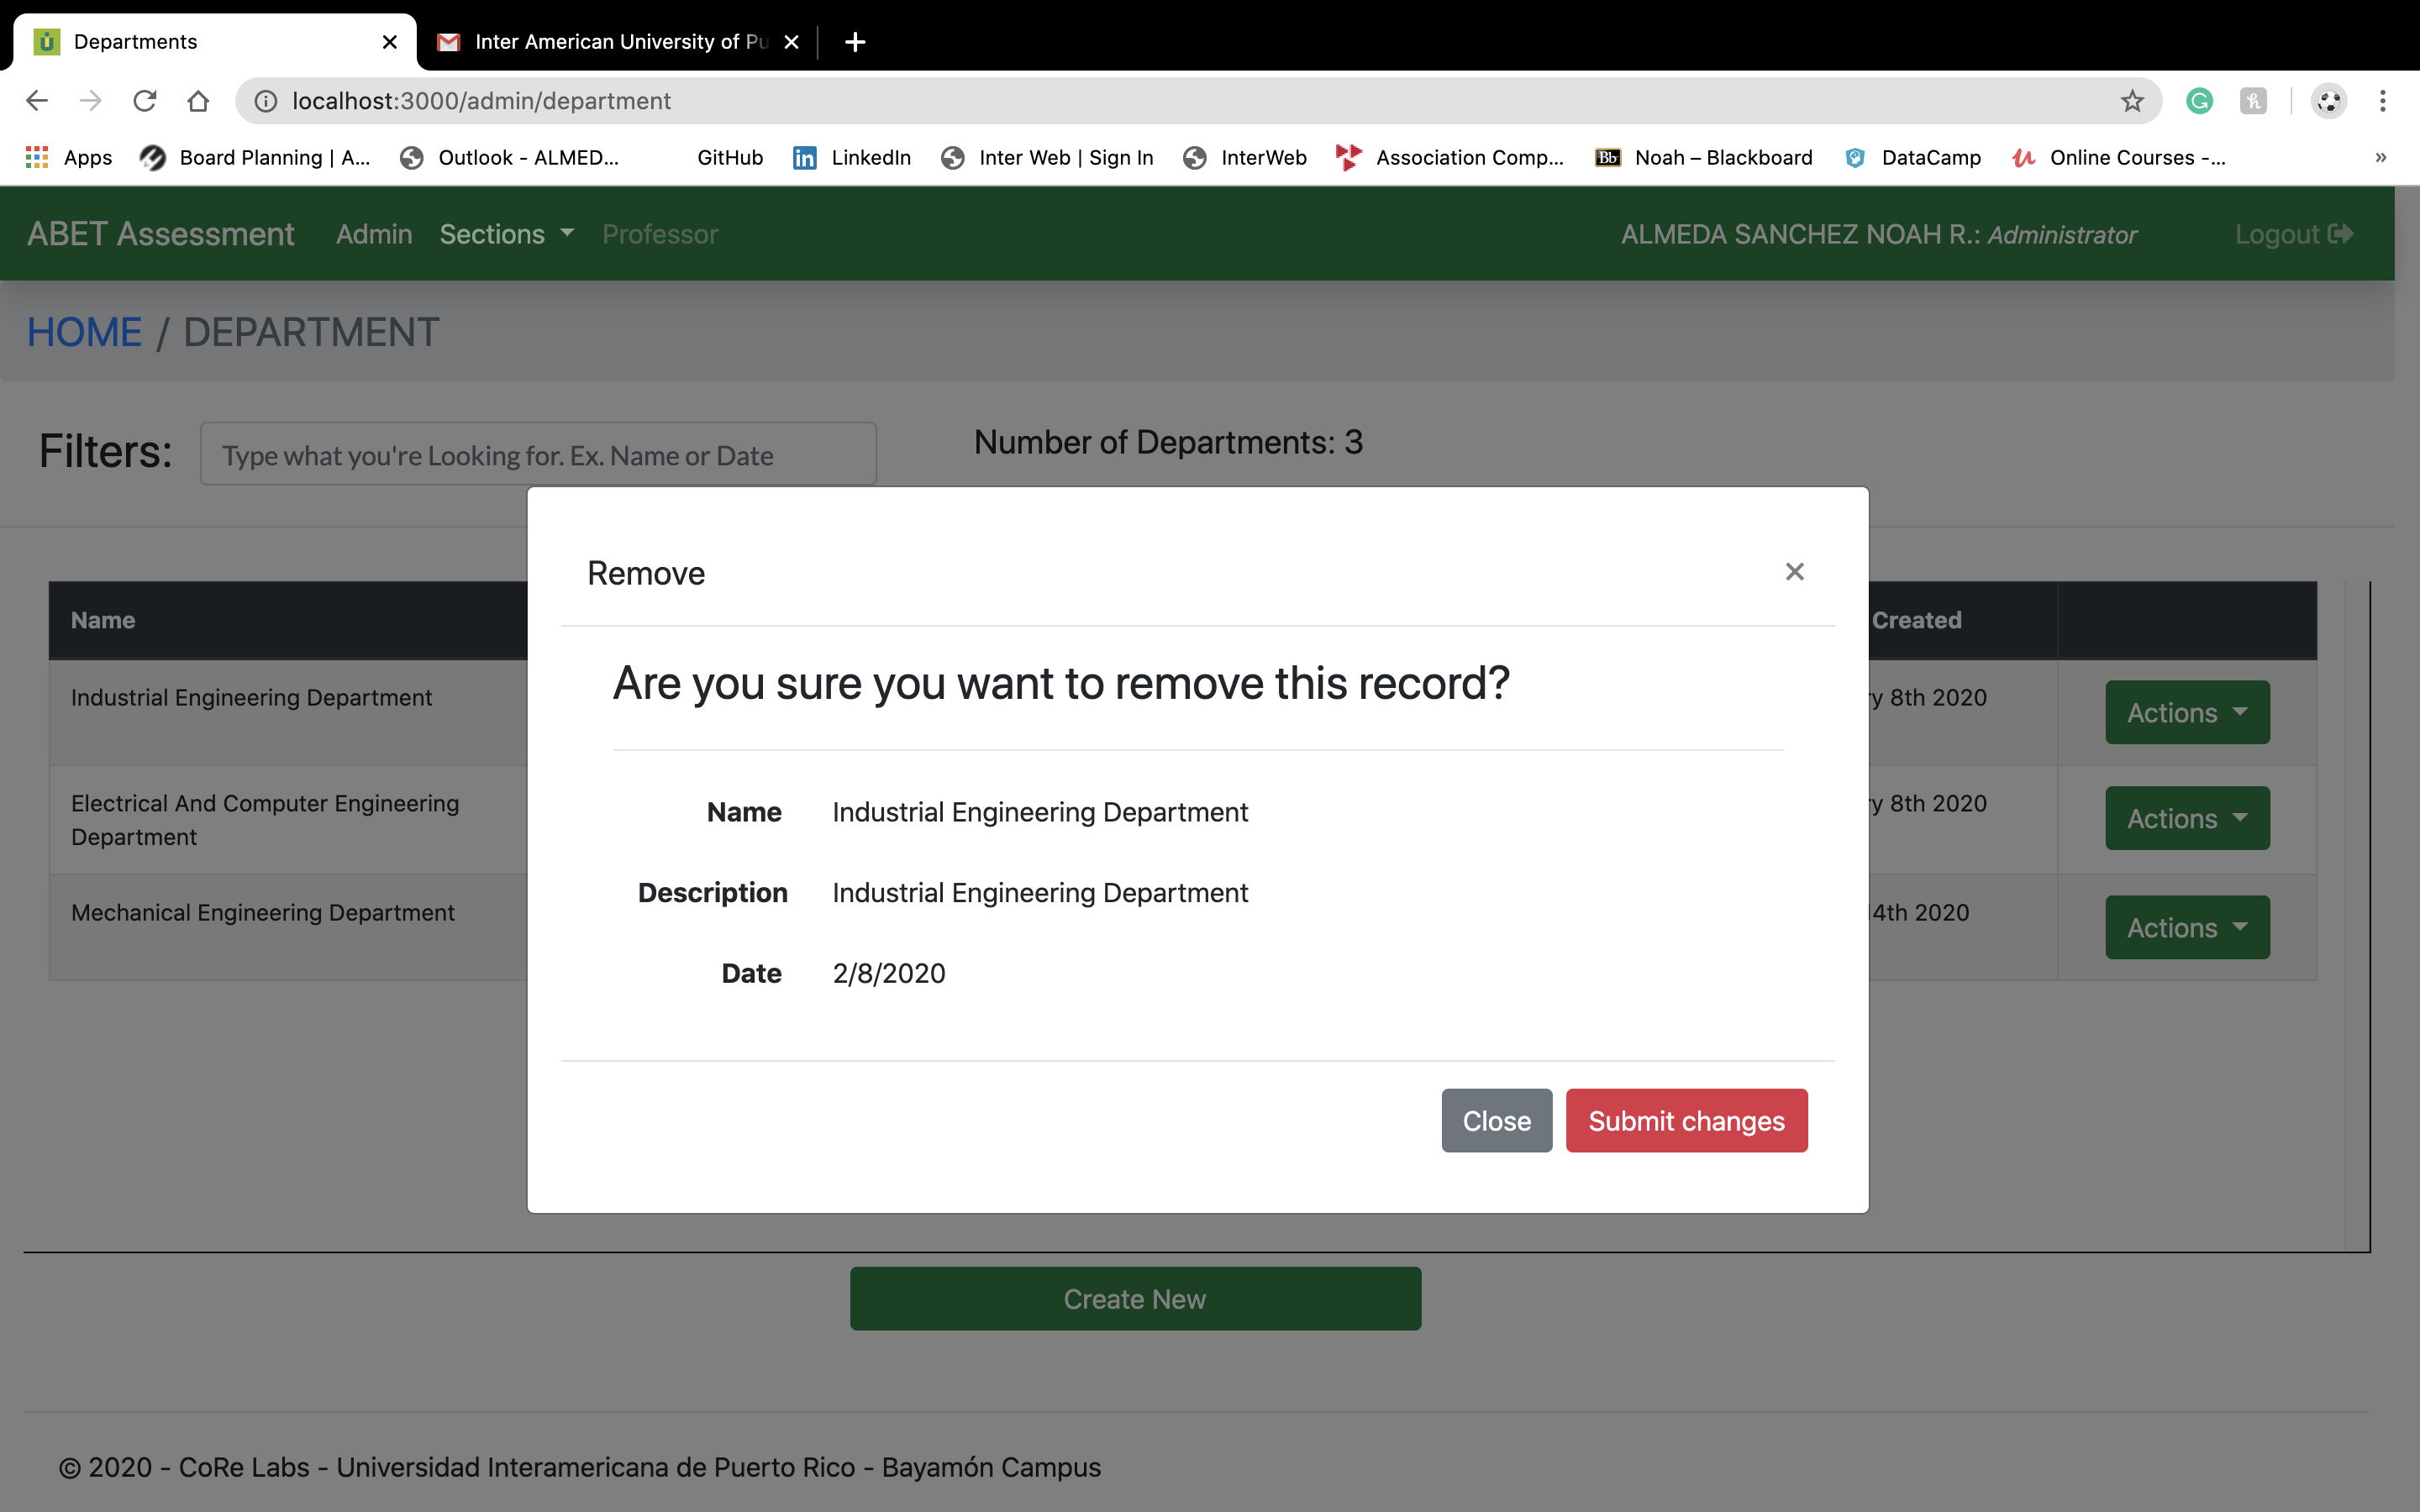 Departments
Inter American University of Pu
localhost:3000/admin/department
Apps Board Planning | A... Outlook - ALMED... GitHub LinkedIn Inter Web | Sign In InterWeb Association Comp... Bb Noah – Blackboard DataCamp Online Courses -... »
ABET Assessment Admin Sections Professor ALMEDA SANCHEZ NOAH R.: Administrator Logout
HOME / DEPARTMENT
Filters: Type what you're Looking for. Ex. Name or Date Number of Departments: 3
Remove ×
Are you sure you want to remove this record?
Name Industrial Engineering Department
Description Industrial Engineering Department
Date 2/8/2020
Close Submit changes
Name Created
Industrial Engineering Department 8th 2020 Actions
Electrical And Computer Engineering
Department 8th 2020 Actions
Mechanical Engineering Department 4th 2020 Actions
Create New
© 2020 - CoRe Labs - Universidad Interamericana de Puerto Rico - Bayamón Campus